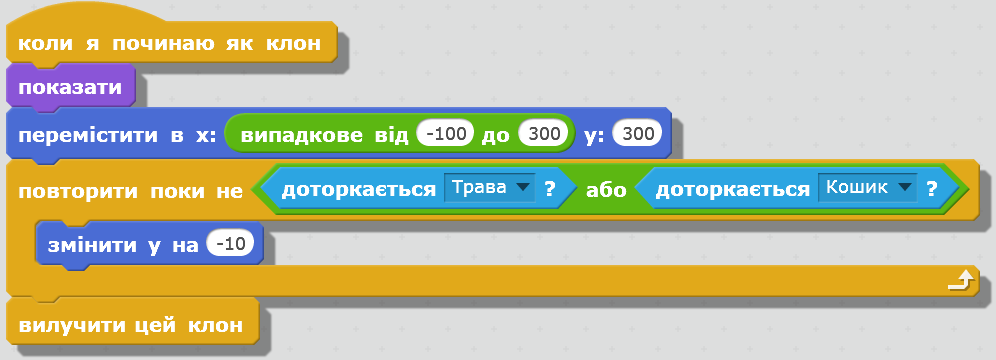 коли я починаю як клон
показати
перемістити в x: випадкове від -100 до 300 y: 300
повторити поки не доторкається Трава ? або доторкається Кошик ?
змінити y на -10
вилучити цей клон